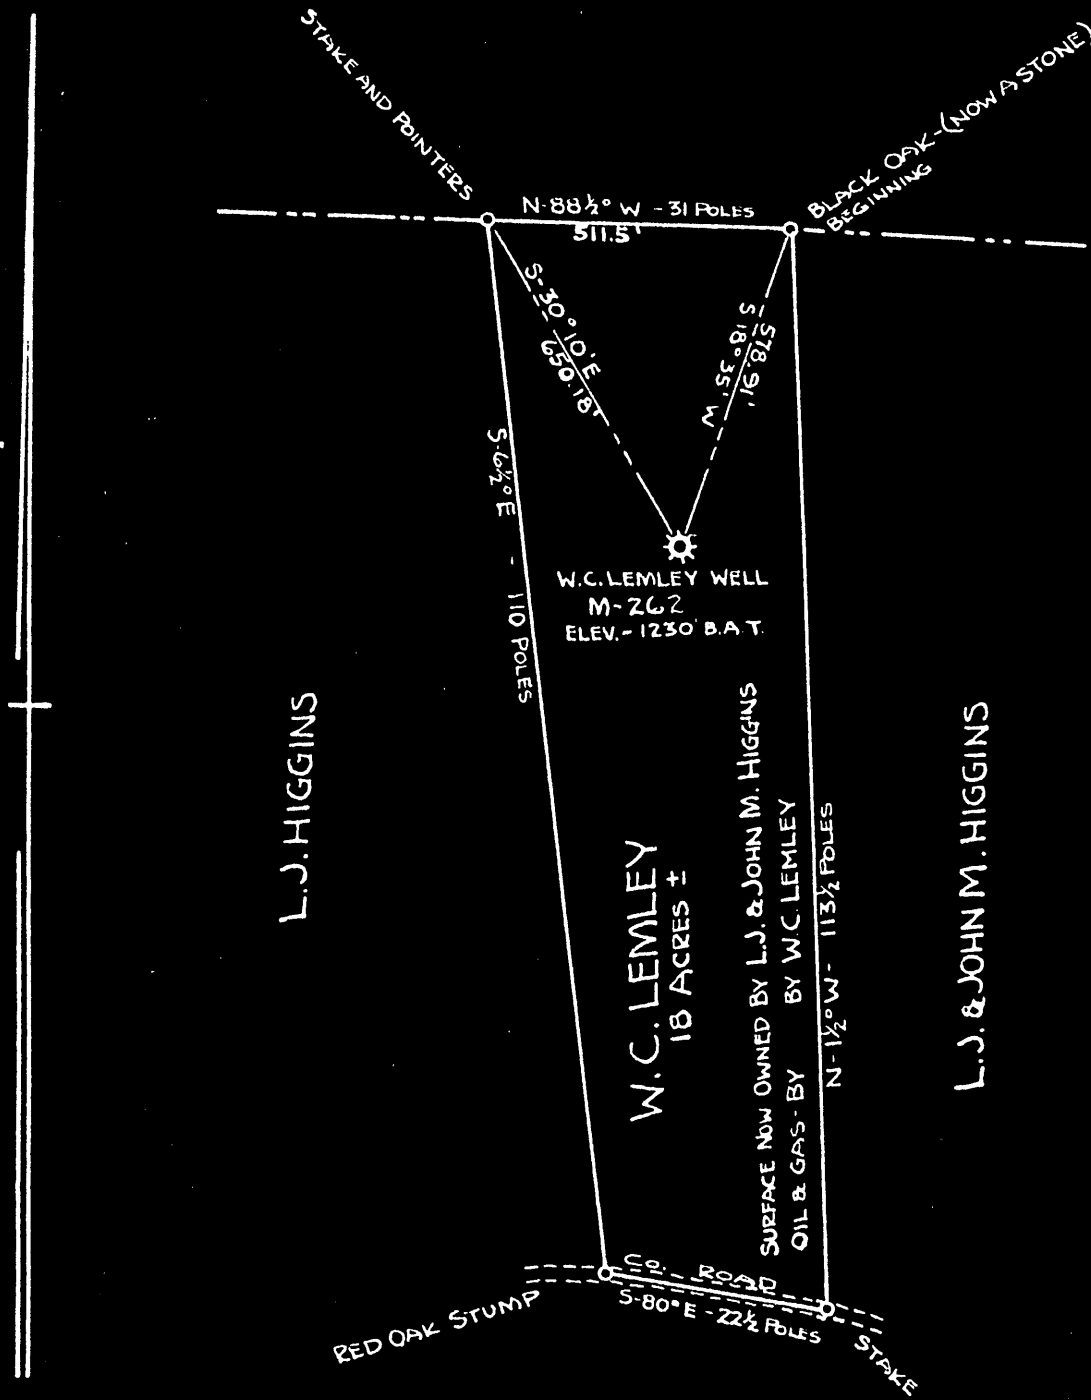 STAKE AND POINTERS
BLACK OAK-(NOW A STONE)
BEGINNING
N-88½° W - 31 POLES
511.5'
S-30° 10' E
650.18'
578.91'
S 18° 35' W
S-6½° E - 110 POLES
W.C. LEMLEY WELL
M-262
ELEV.- 1230' B.A.T.
L.J. HIGGINS
W.C. LEMLEY
18 ACRES ±
SURFACE NOW OWNED BY L.J. & JOHN M. HIGGINS
OIL & GAS - BY BY W.C. LEMLEY
N-1½° W - 113½ POLES
L.J. & JOHN M. HIGGINS
CO. ROAD
S-80° E - 22½ POLES
RED OAK STUMP
STAKE